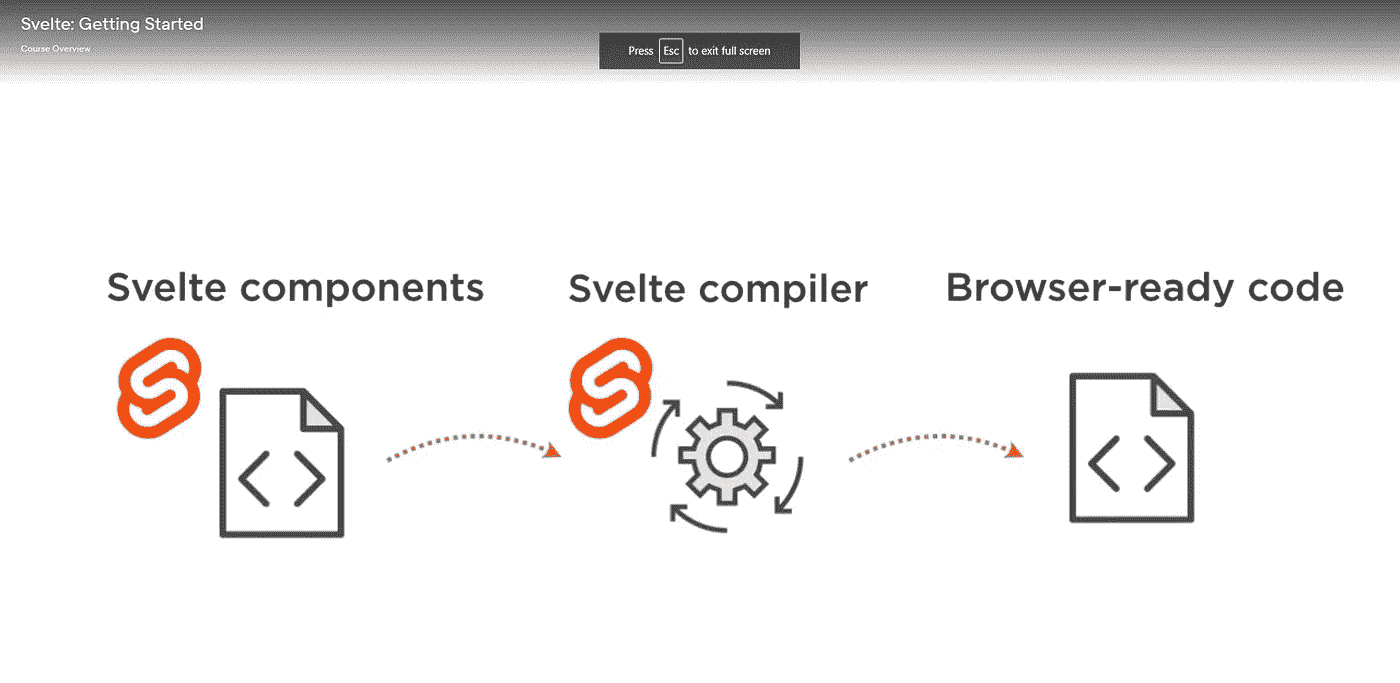 Svelte: Getting Started
Course Overview
Press Esc to exit full screen
Svelte components
Svelte compiler
Browser-ready code